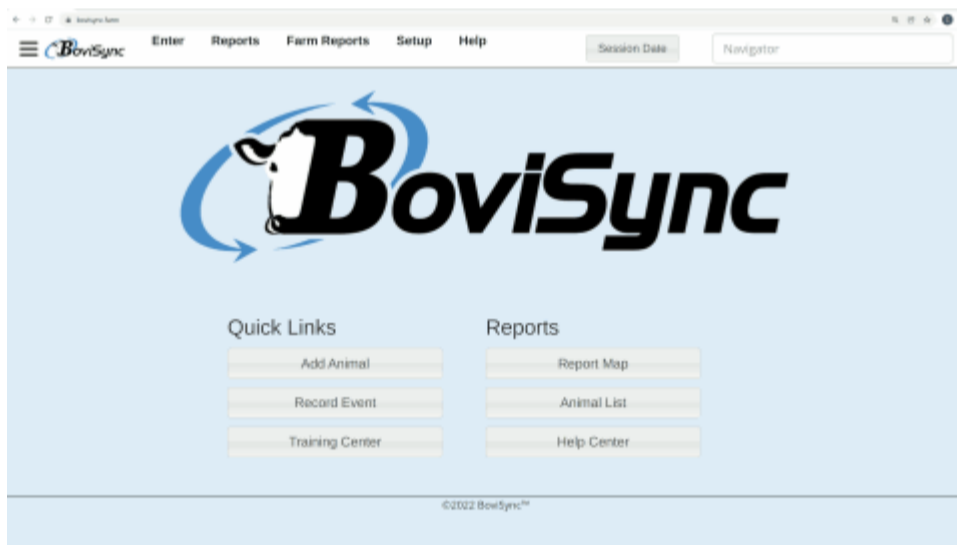 BoviSync
Enter Reports Farm Reports Setup Help
Session Date
Navigator
BoviSync
Quick Links
Add Animal
Record Event
Training Center
Reports
Report Map
Animal List
Help Center
©2022 BoviSync™